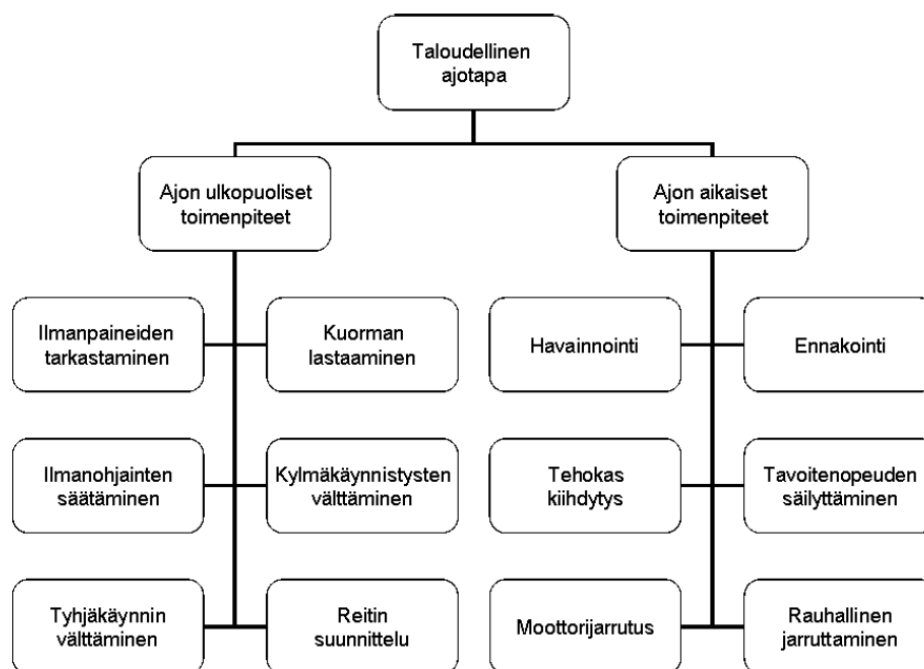 Taloudellinen
ajotapa
Ajon ulkopuoliset
toimenpiteet
Ajon aikaiset
toimenpiteet
Ilmanpaineiden
tarkastaminen
Kuorman
lastaaminen
Havainnointi
Ennakointi
Ilmanohjainten
säätäminen
Kylmäkäynnistysten
välttäminen
Tehokas
kiihdytys
Tavoitenopeuden
säilyttäminen
Tyhjäkäynnin
välttäminen
Reitin
suunnittelu
Moottorijarrutus
Rauhallinen
jarruttaminen